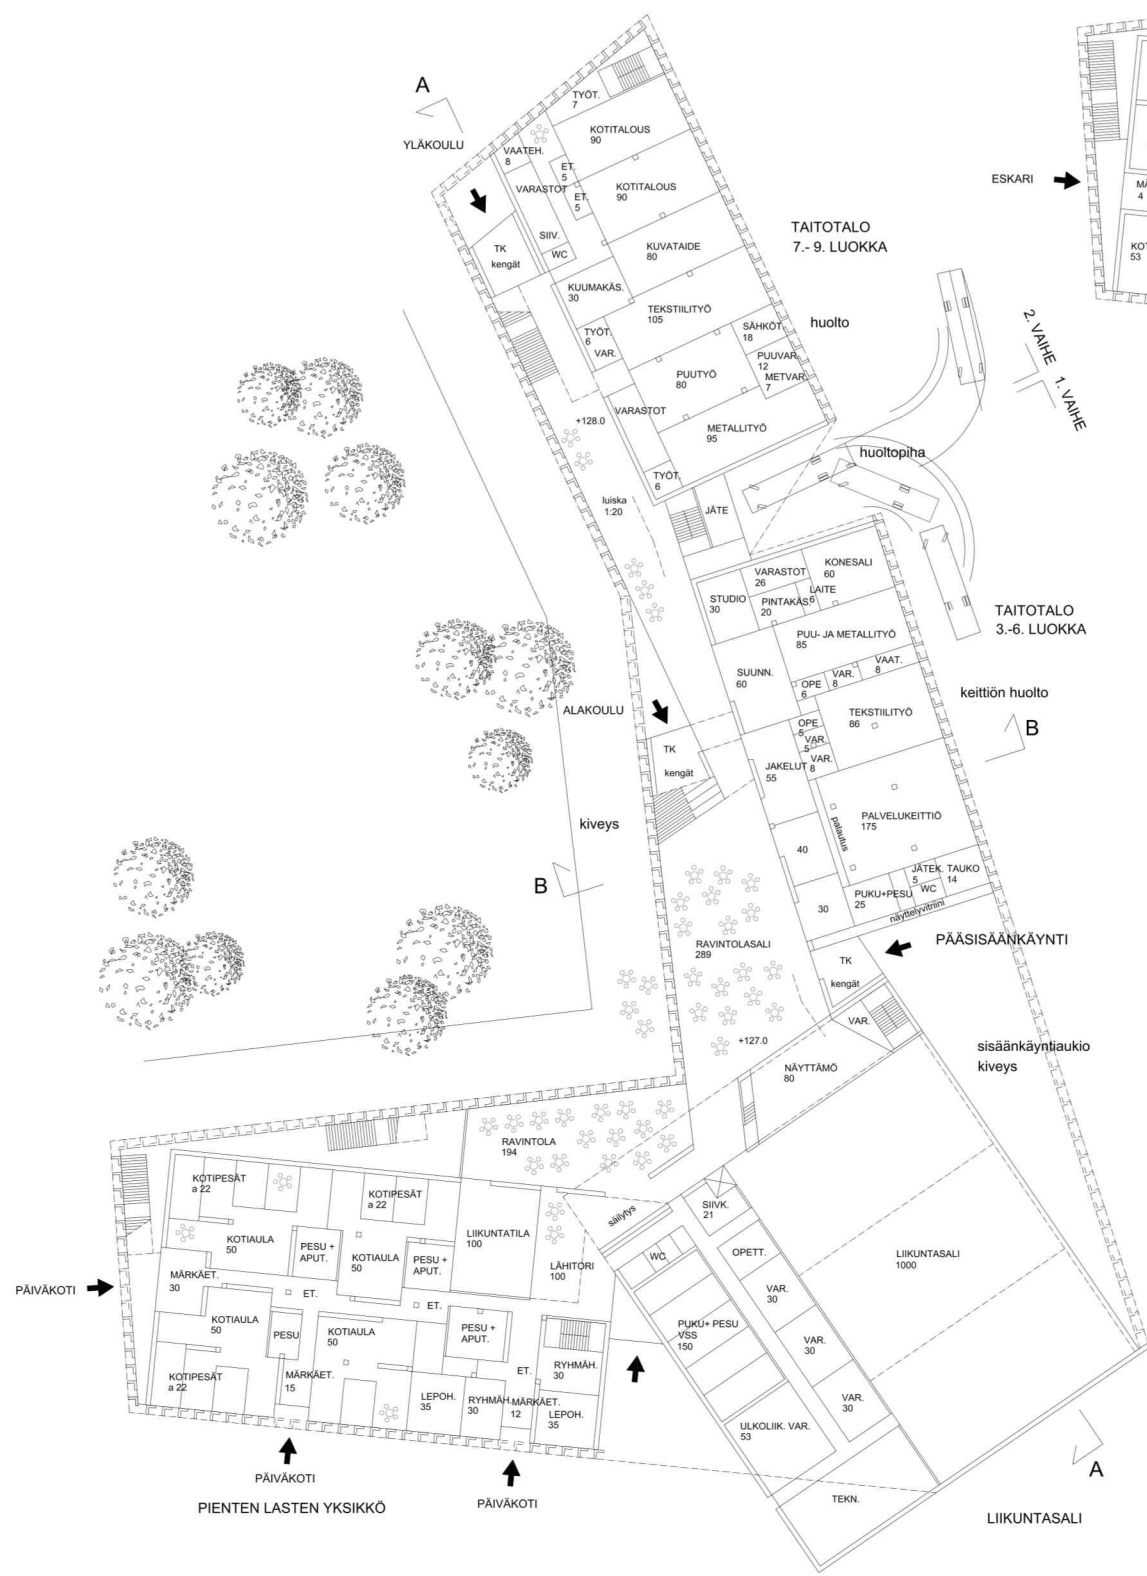 A
YLÄKOULU
TYÖT.
7
KOTITALOUS
90
VAATEH.
8
ET.
5
VARASTOT
ET.
5
KOTITALOUS
90
SIIV.
WC
TK
kengät
KUVATAIDE
80
KUUMAKÄS.
30
TEKSTIILITYÖ
105
TYÖT.
6
VAR.
SÄHKÖT.
18
PUUVAR.
12
METVAR.
7
PUUTYÖ
80
VARASTOT
METALLITYÖ
95
TYÖT.
6
+128.0
luiska
1:20
JÄTE
TAITOTALO
7.- 9. LUOKKA
huolto
huoltopiha
2. VAIHE
1. VAIHE
ESKARI
4
53
VARASTOT
26
KONESALI
60
STUDIO
30
PINTAKÄS.
20
LAITE
6
PUU- JA METALLITYÖ
85
SUUNN.
60
OPE
6
VAR.
8
VAAT.
8
TEKSTIILITYÖ
86
OPE
5
VAR.
5
VAR.
8
TAITOTALO
3.-6. LUOKKA
keittiön huolto
B
ALAKOULU
TK
kengät
JAKELUT
55
PALVELUKEITTIÖ
175
palautus
40
30
PUKU+PESU
25
JÄTEK.
5
WC
TAUKO
14
näyttelyvitriini
kiveys
B
RAVINTOLASALI
289
PÄÄSISÄÄNKÄYNTI
TK
kengät
VAR.
+127.0
NÄYTTÄMÖ
80
sisäänkäyntiaukio
kiveys
RAVINTOLA
194
KOTIPESÄT
a 22
KOTIPESÄT
a 22
LIIKUNTATILA
100
säilytys
SIIVK.
21
KOTIAULA
50
PESU +
APUT.
KOTIAULA
50
PESU +
APUT.
LÄHITORI
100
WC
OPETT.
LIIKUNTASALI
1000
MÄRKÄET.
30
PÄIVÄKOTI
ET.
ET.
VAR.
30
KOTIAULA
50
PESU
KOTIAULA
50
PESU +
APUT.
PUKU+ PESU
VSS
150
VAR.
30
KOTIPESÄT
a 22
MÄRKÄET.
15
LEPOH.
35
RYHMÄH.
30
MÄRKÄET.
12
ET.
RYHMÄH.
30
LEPOH.
35
VAR.
30
ULKOLIIK. VAR.
53
TEKN.
A
PÄIVÄKOTI
PÄIVÄKOTI
PIENTEN LASTEN YKSIKKÖ
LIIKUNTASALI